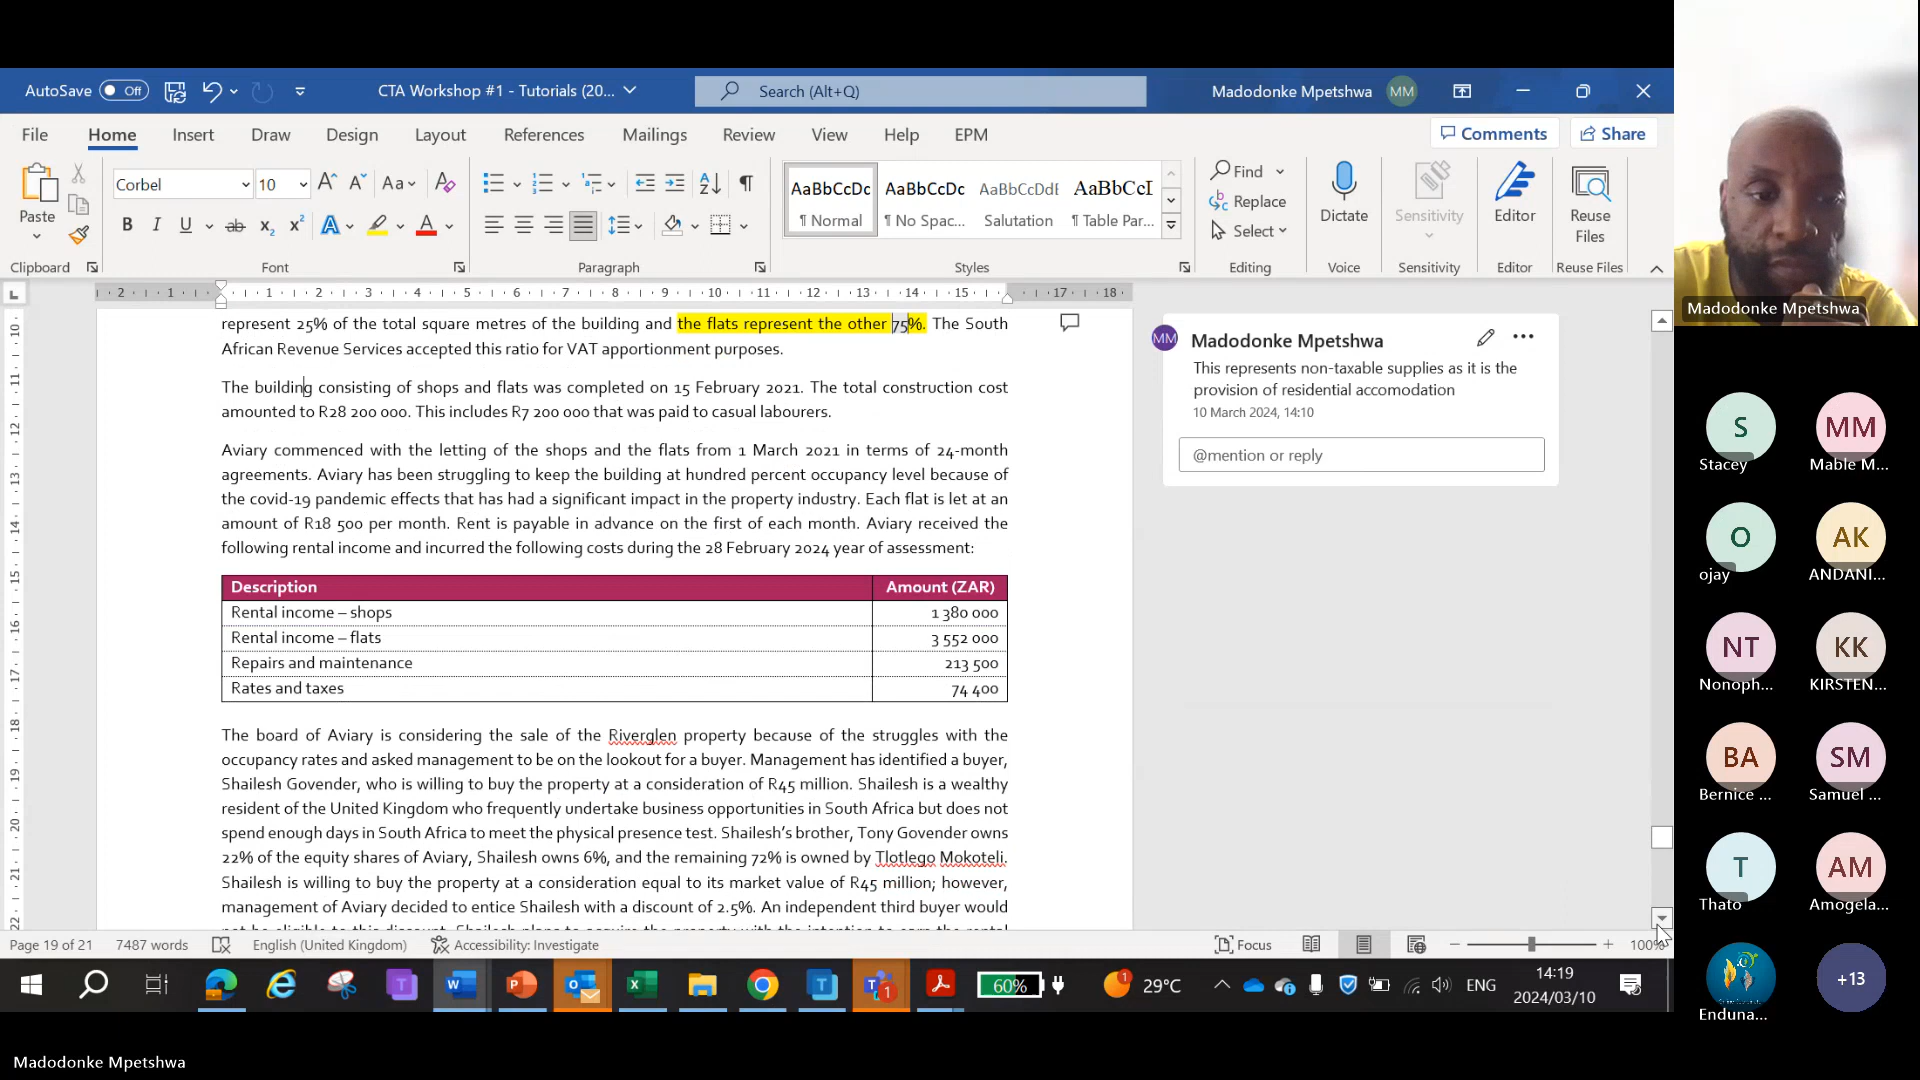 AutoSave
Off
CTA Workshop #1 - Tutorials (20...
Search (Alt+Q)
Madodonke Mpetshwa
MM
File
Home
Insert
Draw
Design
Layout
References
Mailings
Review
View
Help
EPM
Comments
Share
Paste
Clipboard
Corbel
10
Font
Paragraph
AaBbCcDc
¶ Normal
AaBbCcDc
¶ No Spac...
AaBbCcDdE
Salutation
AaBbCcI
¶ Table Par...
Styles
Find
Replace
Select
Editing
Dictate
Voice
Sensitivity
Sensitivity
Editor
Editor
Reuse
Files
Reuse Files
represent 25% of the total square metres of the building and the flats represent the other 75%. The South
African Revenue Services accepted this ratio for VAT apportionment purposes.
The building consisting of shops and flats was completed on 15 February 2021. The total construction cost
amounted to R28 200 000. This includes R7 200 000 that was paid to casual labourers.
Aviary commenced with the letting of the shops and the flats from 1 March 2021 in terms of 24-month
agreements. Aviary has been struggling to keep the building at hundred percent occupancy level because of
the covid-19 pandemic effects that has had a significant impact in the property industry. Each flat is let at an
amount of R18 500 per month. Rent is payable in advance on the first of each month. Aviary received the
following rental income and incurred the following costs during the 28 February 2024 year of assessment:
Description Amount (ZAR)
Rental income – shops 1 380 000
Rental income – flats 3 552 000
Repairs and maintenance 213 500
Rates and taxes 74 400
The board of Aviary is considering the sale of the Riverglen property because of the struggles with the
occupancy rates and asked management to be on the lookout for a buyer. Management has identified a buyer,
Shailesh Govender, who is willing to buy the property at a consideration of R45 million. Shailesh is a wealthy
resident of the United Kingdom who frequently undertake business opportunities in South Africa but does not
spend enough days in South Africa to meet the physical presence test. Shailesh's brother, Tony Govender owns
22% of the equity shares of Aviary, Shailesh owns 6%, and the remaining 72% is owned by Tlotlego Mokoteli.
Shailesh is willing to buy the property at a consideration equal to its market value of R45 million; however,
management of Aviary decided to entice Shailesh with a discount of 2.5%. An independent third buyer would
MM
Madodonke Mpetshwa
This represents non-taxable supplies as it is the
provision of residential accomodation
10 March 2024, 14:10
@mention or reply
Page 19 of 21
7487 words
English (United Kingdom)
Accessibility: Investigate
Focus
100%
60%
29°C
ENG
14:19
2024/03/10
Madodonke Mpetshwa
S
Stacey
MM
Mable M...
O
ojay
AK
ANDANI...
NT
Nonoph...
KK
KIRSTEN...
BA
Bernice ...
SM
Samuel ...
T
Thato
AM
Amogela...
Enduna...
+13
Madodonke Mpetshwa